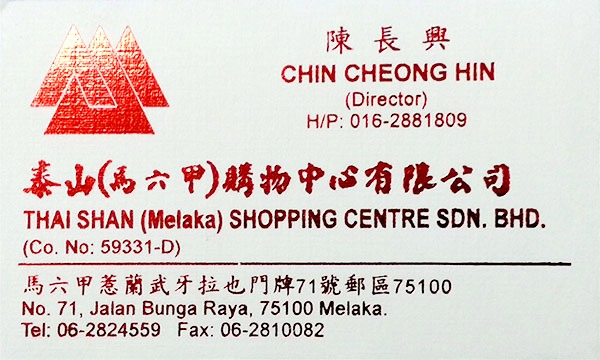 陳長興
CHIN CHEONG HIN
(Director)
H/P: 016-2881809
泰山(馬六甲)購物中心有限公司
THAI SHAN (Melaka) SHOPPING CENTRE SDN. BHD.
(Co. No: 59331-D)
馬六甲惹蘭武牙拉也門牌71號郵區75100
No. 71, Jalan Bunga Raya, 75100 Melaka.
Tel: 06-2824559 Fax: 06-2810082